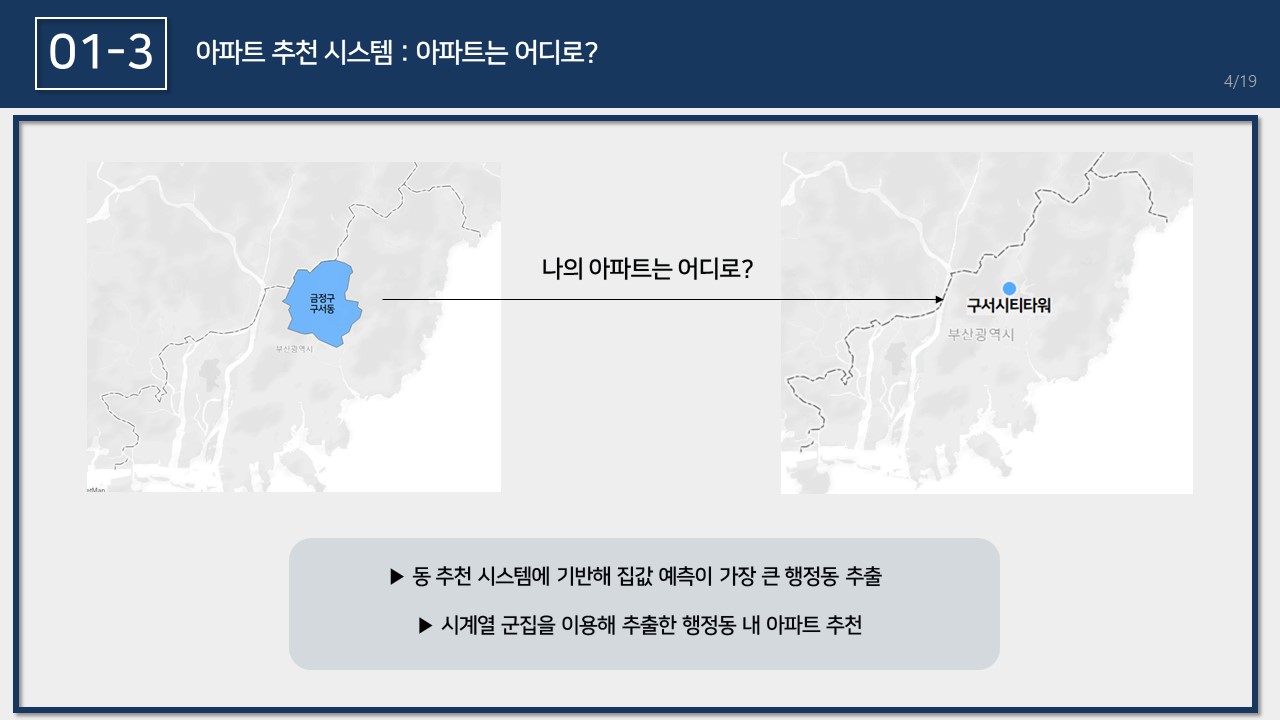 01-3
아파트 추천 시스템 : 아파트는 어디로?
4/19
나의 아파트는 어디로?
금정구
구서동
부산광역시
구서시티타워
부산광역시
▶ 동 추천 시스템에 기반해 집값 예측이 가장 큰 행정동 추출
▶ 시계열 군집을 이용해 추출한 행정동 내 아파트 추천